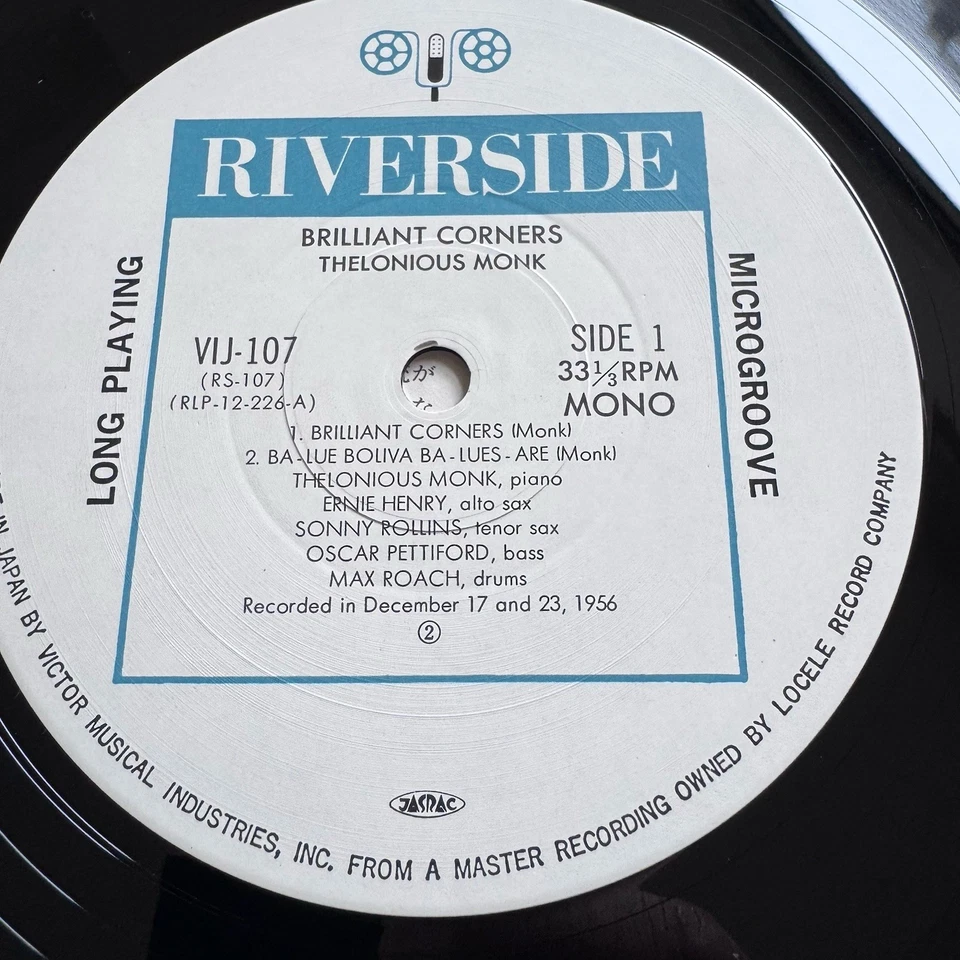 RIVERSIDE
BRILLIANT CORNERS
THELONIOUS MONK
LONG PLAYING
MICROGROOVE
VIJ-107
(RS-107)
(RLP-12-226-A)
SIDE 1
33⅓RPM
MONO
1. BRILLIANT CORNERS (Monk)
2. BA-LUE BOLIVA BA-LUES-ARE (Monk)
THELONIOUS MONK, piano
ERNIE HENRY, alto sax
SONNY ROLLINS, tenor sax
OSCAR PETTIFORD, bass
MAX ROACH, drums
Recorded in December 17 and 23, 1956
②
JASRAC
IN JAPAN BY VICTOR MUSICAL INDUSTRIES, INC. FROM A MASTER RECORDING OWNED BY LOCELE RECORD COMPANY
が